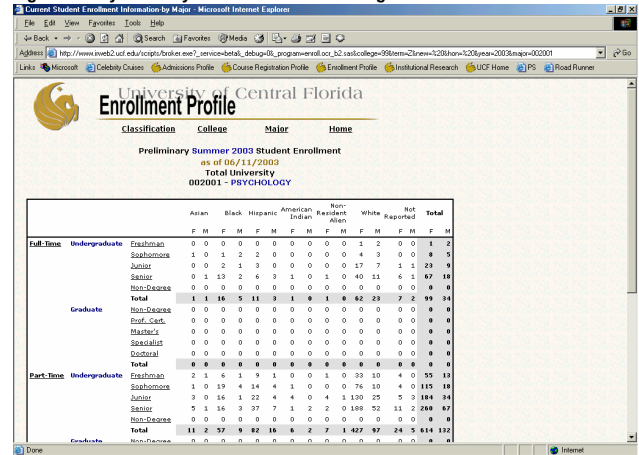 Current Student Enrollment Information-by Major - Microsoft Internet Explorer
File Edit View Favorites Tools Help
Back Search Favorites Media
Address http://www.irweb2.ucf.edu/scripts/broker.exe?_service=beta&_debug=0&_program=enroll.ocr_b2.sas&college=99&term=Z&new=%20&hon=%20&year=2003&major=002001 Go
Links Microsoft Celebrity Cruises Admissions Profile Course Registration Profile Enrollment Profile Institutional Research UCF Home PS Road Runner
University of Central Florida
Enrollment Profile
Classification College Major Home
Preliminary Summer 2003 Student Enrollment
as of 06/11/2003
Total University
002001 - PSYCHOLOGY
Asian Black Hispanic American Indian Non-Resident Alien White Not Reported Total
F M F M F M F M F M F M F M F M
Full-Time Undergraduate Freshman 0 0 0 0 0 0 0 0 0 0 1 2 0 0 1 2
Sophomore 1 0 1 2 2 0 0 0 0 0 4 3 0 0 8 5
Junior 0 0 2 1 3 0 0 0 0 0 17 7 1 1 23 9
Senior 0 1 13 2 6 3 1 0 1 0 40 11 6 1 67 18
Non-Degree 0 0 0 0 0 0 0 0 0 0 0 0 0 0 0 0
Total 1 1 16 5 11 3 1 0 1 0 62 23 7 2 99 34
Graduate Non-Degree 0 0 0 0 0 0 0 0 0 0 0 0 0 0 0 0
Prof. Cert. 0 0 0 0 0 0 0 0 0 0 0 0 0 0 0 0
Master's 0 0 0 0 0 0 0 0 0 0 0 0 0 0 0 0
Specialist 0 0 0 0 0 0 0 0 0 0 0 0 0 0 0 0
Doctoral 0 0 0 0 0 0 0 0 0 0 0 0 0 0 0 0
Total 0 0 0 0 0 0 0 0 0 0 0 0 0 0 0 0
Part-Time Undergraduate Freshman 2 1 6 1 9 1 0 0 1 0 33 10 4 0 55 13
Sophomore 1 0 19 4 14 4 1 0 0 0 76 10 4 0 115 18
Junior 3 0 16 1 22 4 4 0 4 1 130 25 5 3 184 34
Senior 5 1 16 3 37 7 1 2 2 0 188 52 11 2 260 67
Non-Degree 0 0 0 0 0 0 0 0 0 0 0 0 0 0 0 0
Total 11 2 57 9 82 16 6 2 7 1 427 97 24 5 614 132
Graduate Non-Degree 0 0 0 0 0 0 0 0 0 0 0 0 0 0 0 0
Done Internet